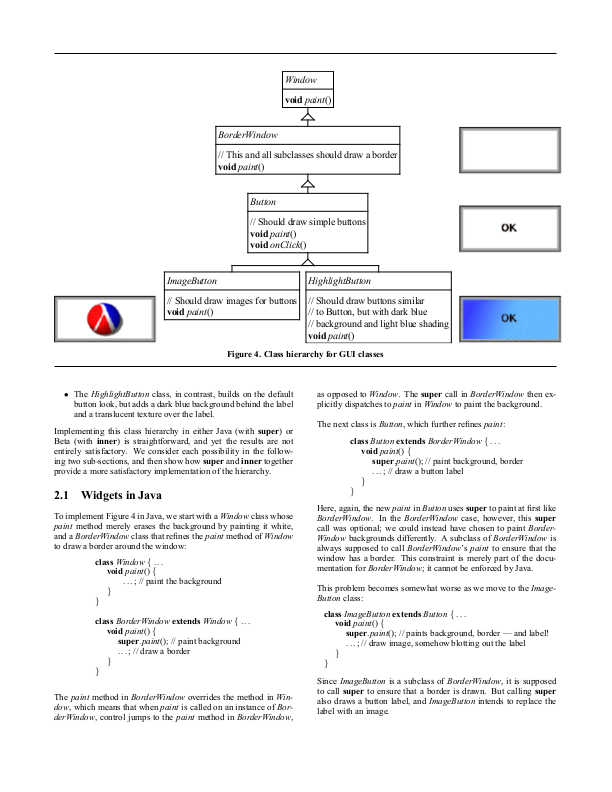 Window
void paint()
BorderWindow
// This and all subclasses should draw a border
void paint()
Button
// Should draw simple buttons
void paint()
void onClick()
OK
ImageButton
// Should draw images for buttons
void paint()
HighlightButton
// Should draw buttons similar
// to Button, but with dark blue
// background and light blue shading
void paint()
OK
Figure 4. Class hierarchy for GUI classes
• The HighlightButton class, in contrast, builds on the default
button look, but adds a dark blue background behind the label
and a translucent texture over the label.
Implementing this class hierarchy in either Java (with super) or
Beta (with inner) is straightforward, and yet the results are not
entirely satisfactory. We consider each possibility in the follow-
ing two sub-sections, and then show how super and inner together
provide a more satisfactory implementation of the hierarchy.
2.1 Widgets in Java
To implement Figure 4 in Java, we start with a Window class whose
paint method merely erases the background by painting it white,
and a BorderWindow class that refines the paint method of Window
to draw a border around the window:
class Window { ...
void paint() {
...; // paint the background
}
}
class BorderWindow extends Window { ...
void paint() {
super.paint(); // paint background
...; // draw a border
}
}
The paint method in BorderWindow overrides the method in Win-
dow, which means that when paint is called on an instance of Bor-
derWindow, control jumps to the paint method in BorderWindow,
as opposed to Window. The super call in BorderWindow then ex-
plicitly dispatches to paint in Window to paint the background.
The next class is Button, which further refines paint:
class Button extends BorderWindow { ...
void paint() {
super.paint(); // paint background, border
...; // draw a button label
}
}
Here, again, the new paint in Button uses super to paint at first like
BorderWindow. In the BorderWindow case, however, this super
call was optional; we could instead have chosen to paint Border-
Window backgrounds differently. A subclass of BorderWindow is
always supposed to call BorderWindow's paint to ensure that the
window has a border. This constraint is merely part of the docu-
mentation for BorderWindow; it cannot be enforced by Java.
This problem becomes somewhat worse as we move to the Image-
Button class:
class ImageButton extends Button { ...
void paint() {
super.paint(); // paints background, border — and label!
...; // draw image, somehow blotting out the label
}
}
Since ImageButton is a subclass of BorderWindow, it is supposed
to call super to ensure that a border is drawn. But calling super
also draws a button label, and ImageButton intends to replace the
label with an image.